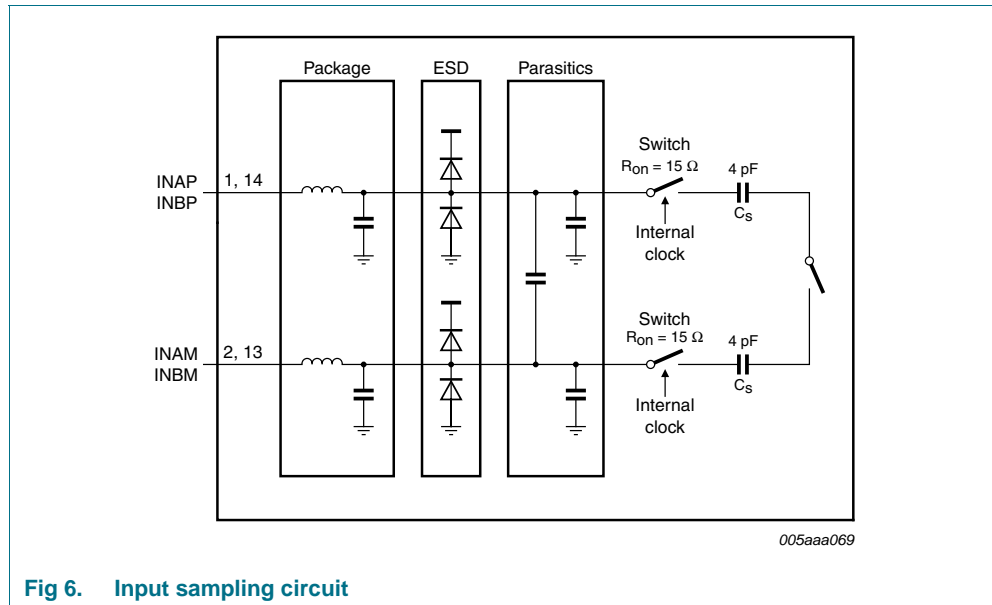 Package
ESD
Parasitics
Switch
Ron = 15 Ω
4 pF
INAP
INBP
1, 14
Cs
Internal
clock
Switch
Ron = 15 Ω
4 pF
INAM
INBM
2, 13
Cs
Internal
clock
005aaa069
Fig 6. Input sampling circuit